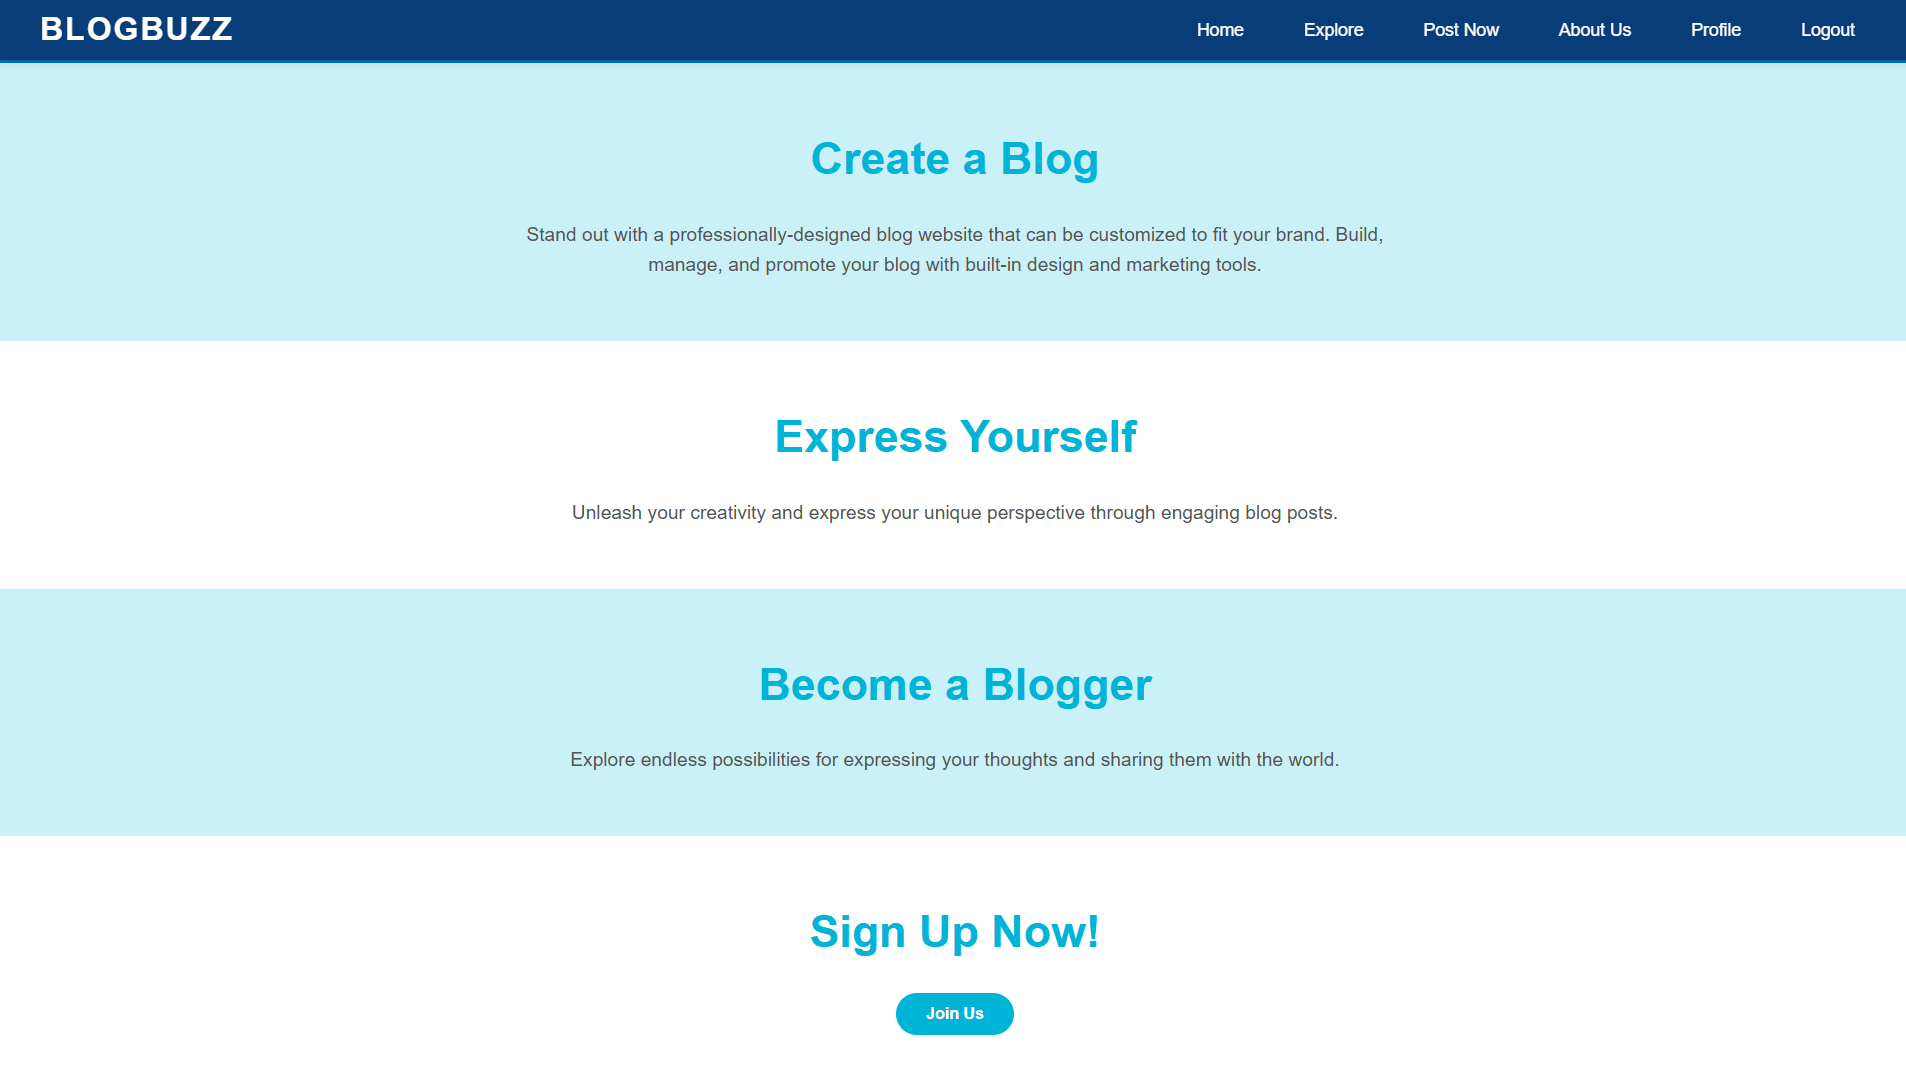 BLOGBUZZ
Home Explore Post Now About Us Profile Logout
Create a Blog
Stand out with a professionally-designed blog website that can be customized to fit your brand. Build,
manage, and promote your blog with built-in design and marketing tools.
Express Yourself
Unleash your creativity and express your unique perspective through engaging blog posts.
Become a Blogger
Explore endless possibilities for expressing your thoughts and sharing them with the world.
Sign Up Now!
Join Us